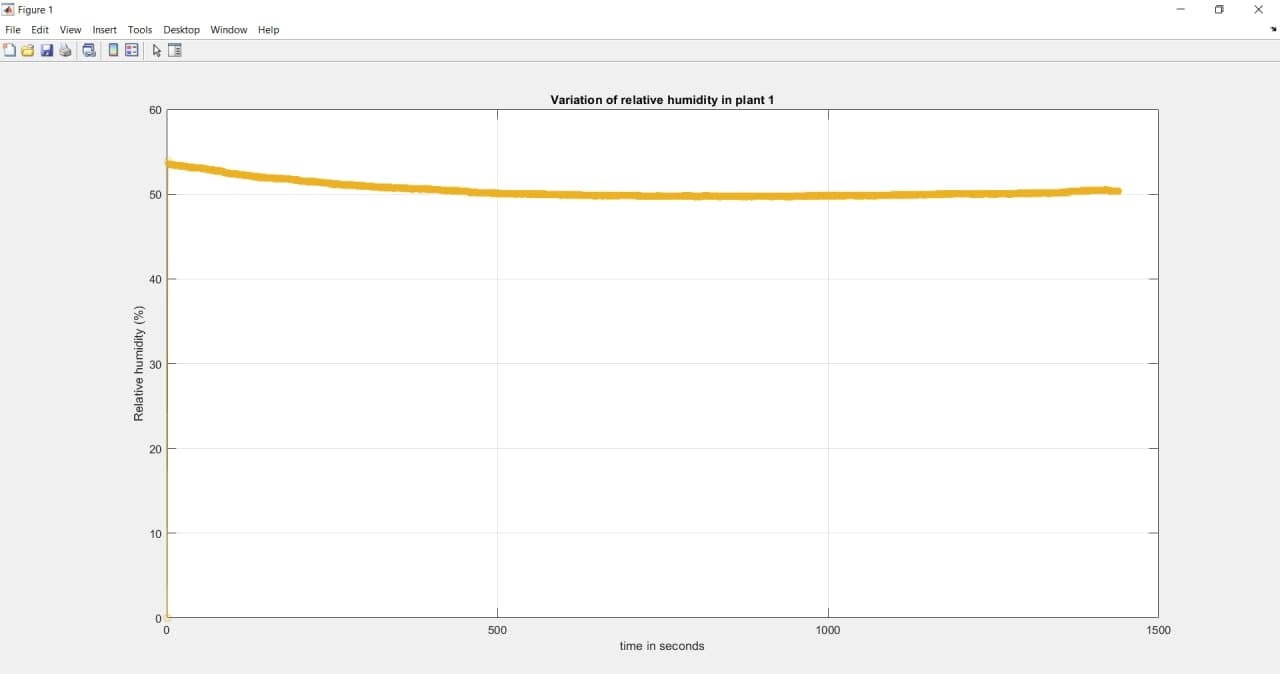 Figure 1
File Edit View Insert Tools Desktop Window Help
Variation of relative humidity in plant 1
60
50
40
30
20
10
0
Relative humidity (%)
0 500 1000 1500
time in seconds